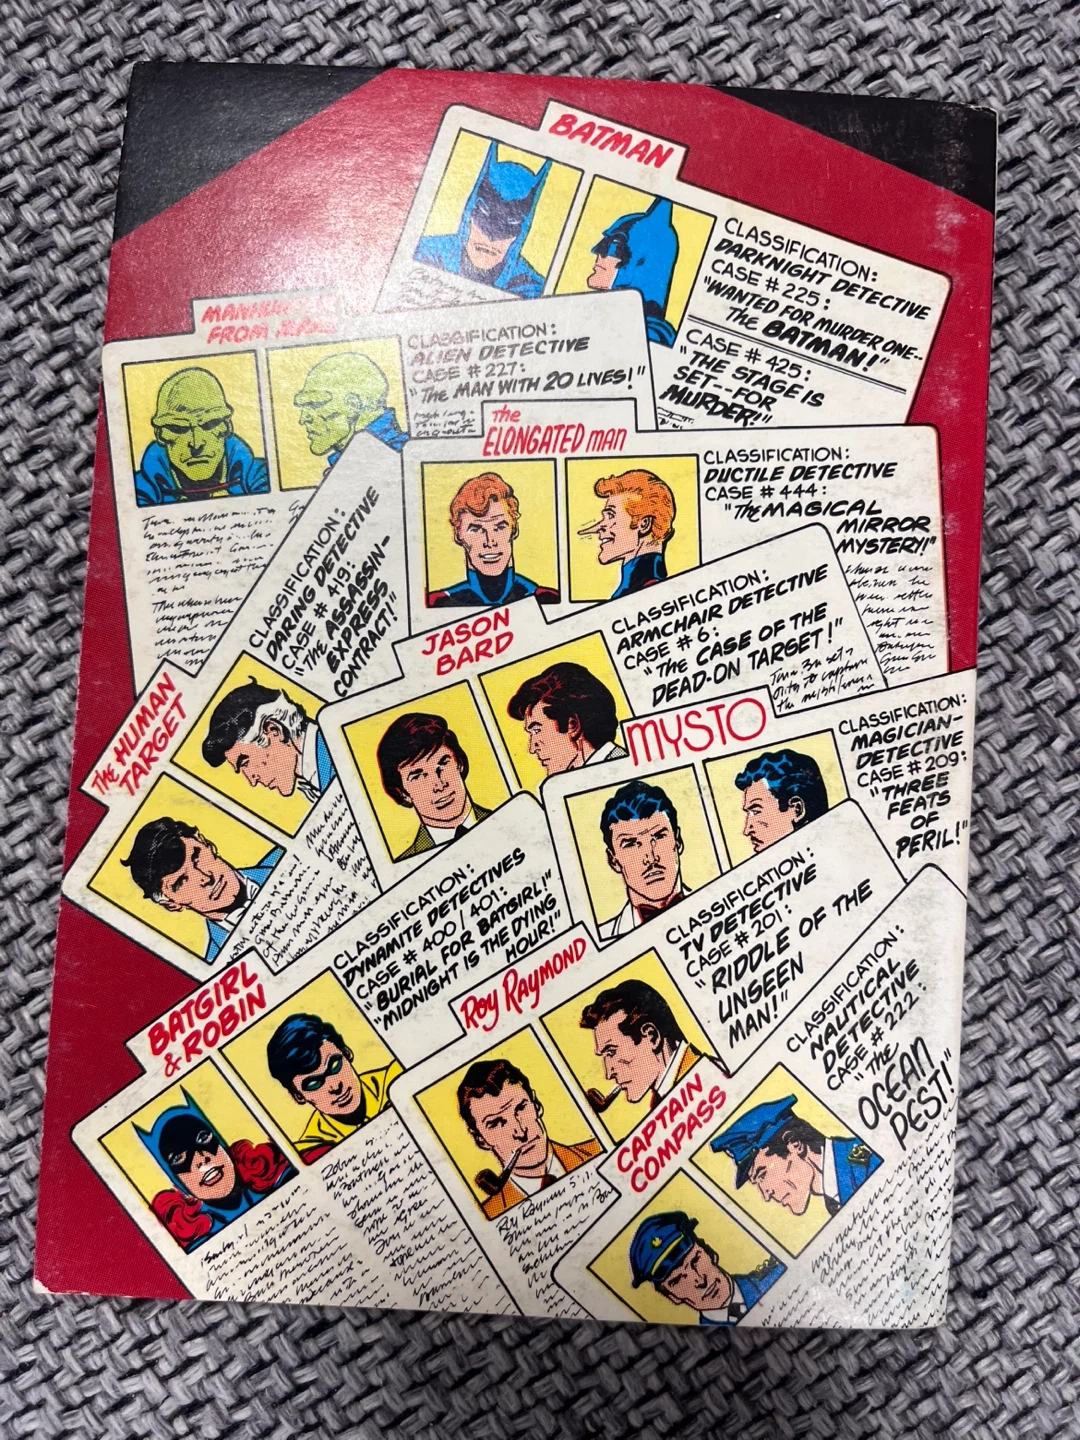 BATMAN
CLASSIFICATION:
DARKNIGHT DETECTIVE
CASE # 225:
"WANTED FOR MURDER ONE--
The BATMAN!"
CASE # 425:
"THE STAGE IS
SET--FOR
MURDER!"
FROM
CLASSIFICATION:
ALIEN DETECTIVE
CASE # 227:
"The MAN WITH 20 LIVES!"
the
ELONGATED MAN
CLASSIFICATION:
DUCTILE DETECTIVE
CASE # 444:
"The MAGICAL
MIRROR
MYSTERY!"
THE HUMAN
TARGET
CLASSIFICATION:
DARING DETECTIVE
CASE # 419:
"The ASSASSIN-
EXPRESS
CONTRACT!"
JASON
BARD
CLASSIFICATION:
ARMCHAIR DETECTIVE
CASE # 6:
"THE CASE OF THE
DEAD-ON TARGET!"
MYSTO
CLASSIFICATION:
MAGICIAN-
DETECTIVE
CASE # 209:
"THREE
FEATS
OF
PERIL!"
BATGIRL
& ROBIN
CLASSIFICATION:
DYNAMITE DETECTIVES
CASE # 400/401:
"BURIAL FOR BATGIRL!"
"MIDNIGHT IS THE DYING
HOUR!"
Roy Raymond
CLASSIFICATION:
TV DETECTIVE
CASE # 201:
"RIDDLE OF THE
UNSEEN
MAN!"
CAPTAIN
COMPASS
CLASSIFICATION:
NAUTICAL
DETECTIVE
CASE # 222:
"The
OCEAN
PEST!"